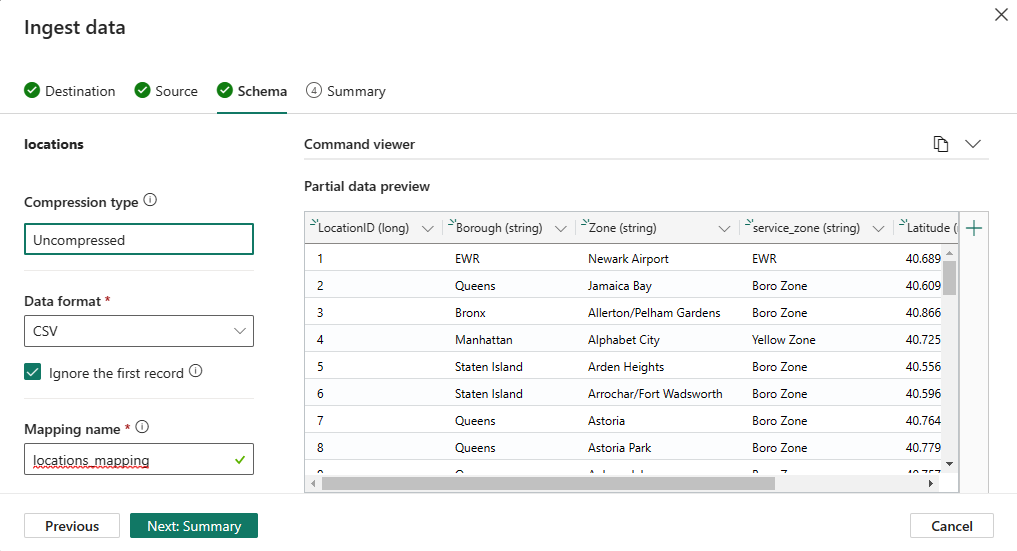 Ingest data
Destination Source Schema 4 Summary
locations
Compression type
Uncompressed
Data format *
CSV
Ignore the first record
Mapping name *
locations_mapping
Command viewer
Partial data preview
LocationID (long) Borough (string) Zone (string) service_zone (string) Latitude (
1 EWR Newark Airport EWR 40.689
2 Queens Jamaica Bay Boro Zone 40.609
3 Bronx Allerton/Pelham Gardens Boro Zone 40.866
4 Manhattan Alphabet City Yellow Zone 40.725
5 Staten Island Arden Heights Boro Zone 40.556
6 Staten Island Arrochar/Fort Wadsworth Boro Zone 40.596
7 Queens Astoria Boro Zone 40.764
8 Queens Astoria Park Boro Zone 40.779
Previous Next: Summary Cancel